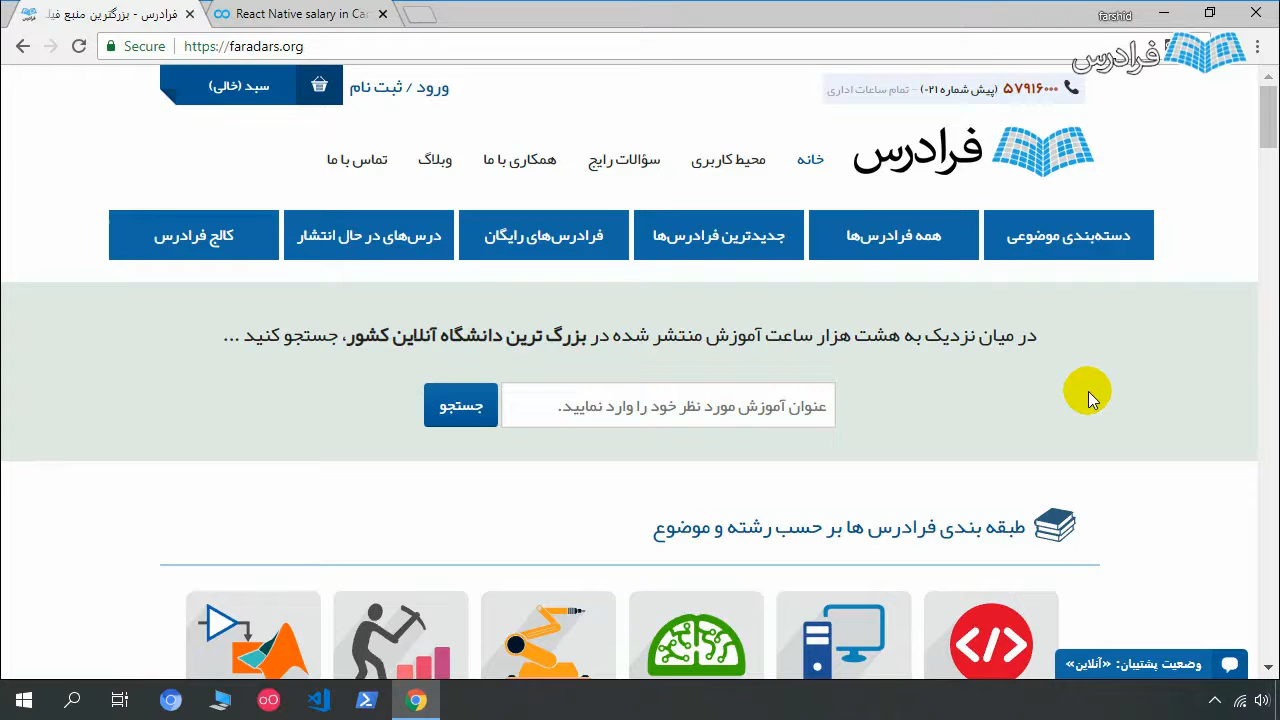 فرادرس - بزرگترین منبع فیل
React Native salary in Car
farshid
Secure
https://faradars.org
فرادرس
سبد (خالی)
ورود / ثبت نام
۵۷۹۱۶۰۰۰ (پیش شماره ۰۲۱) - تمام ساعات اداری
فرادرس
خانه
محیط کاربری
سؤالات رایج
همکاری با ما
وبلاگ
تماس با ما
دسته‌بندی موضوعی
همه فرادرس‌ها
جدیدترین فرادرس‌ها
فرادرس‌های رایگان
درس‌های در حال انتشار
کالج فرادرس
در میان نزدیک به هشت هزار ساعت آموزش منتشر شده در بزرگ ترین دانشگاه آنلاین کشور، جستجو کنید ...
عنوان آموزش مورد نظر خود را وارد نمایید.
جستجو
طبقه بندی فرادرس ها بر حسب رشته و موضوع
وضعیت پشتیبان: «آنلاین»